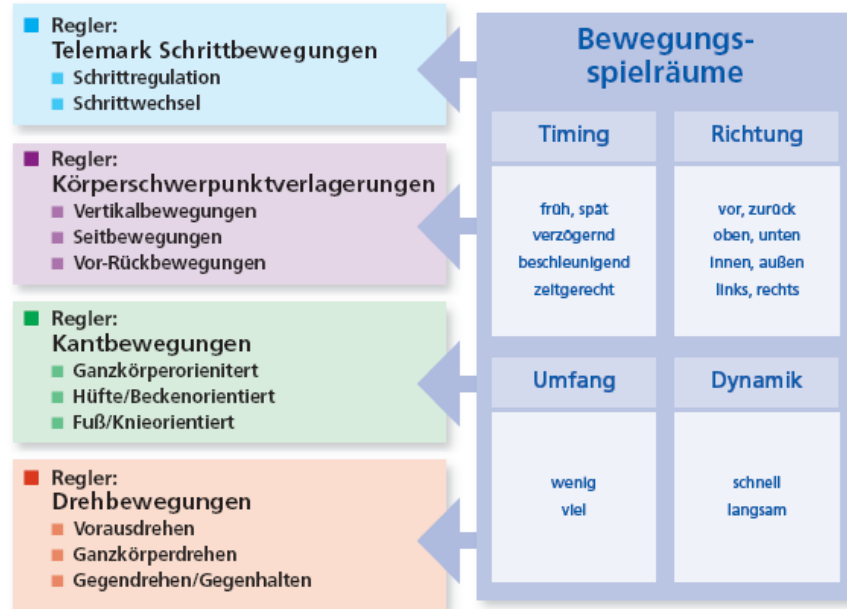 Regler:
Telemark Schrittbewegungen
Schrittregulation
Schrittwechsel
Regler:
Körperschwerpunktverlagerungen
Vertikalbewegungen
Seitbewegungen
Vor-Rückbewegungen
Regler:
Kantbewegungen
Ganzkörperorienitert
Hüfte/Beckenorientiert
Fuß/Knieorientiert
Regler:
Drehbewegungen
Vorausdrehen
Ganzkörperdrehen
Gegendrehen/Gegenhalten
Bewegungs-
spielräume
Timing
früh, spät
verzögernd
beschleunigend
zeitgerecht
Richtung
vor, zurück
oben, unten
innen, außen
links, rechts
Umfang
wenig
viel
Dynamik
schnell
langsam